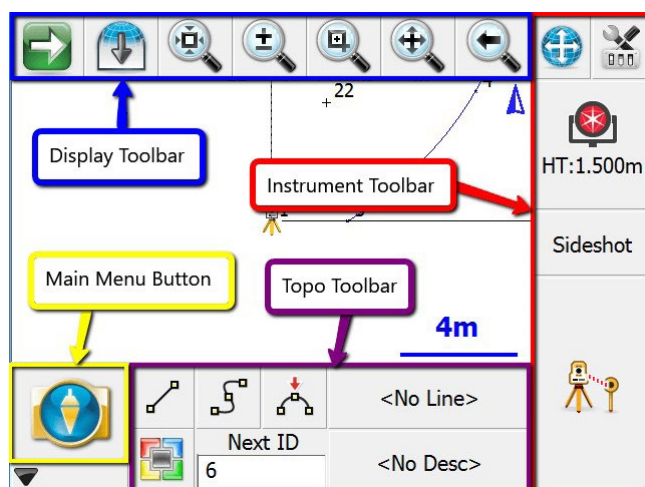 22
Display Toolbar
Instrument Toolbar
HT:1.500m
Sideshot
Main Menu Button
Topo Toolbar
4m
<No Line>
Next ID
6
<No Desc>